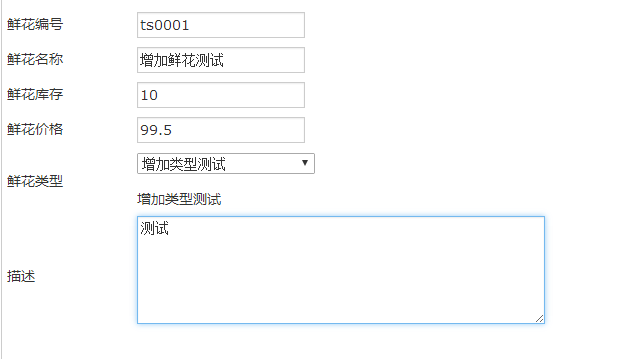 鲜花编号 ts0001
鲜花名称 增加鲜花测试
鲜花库存 10
鲜花价格 99.5
鲜花类型 增加类型测试
增加类型测试
描述 测试